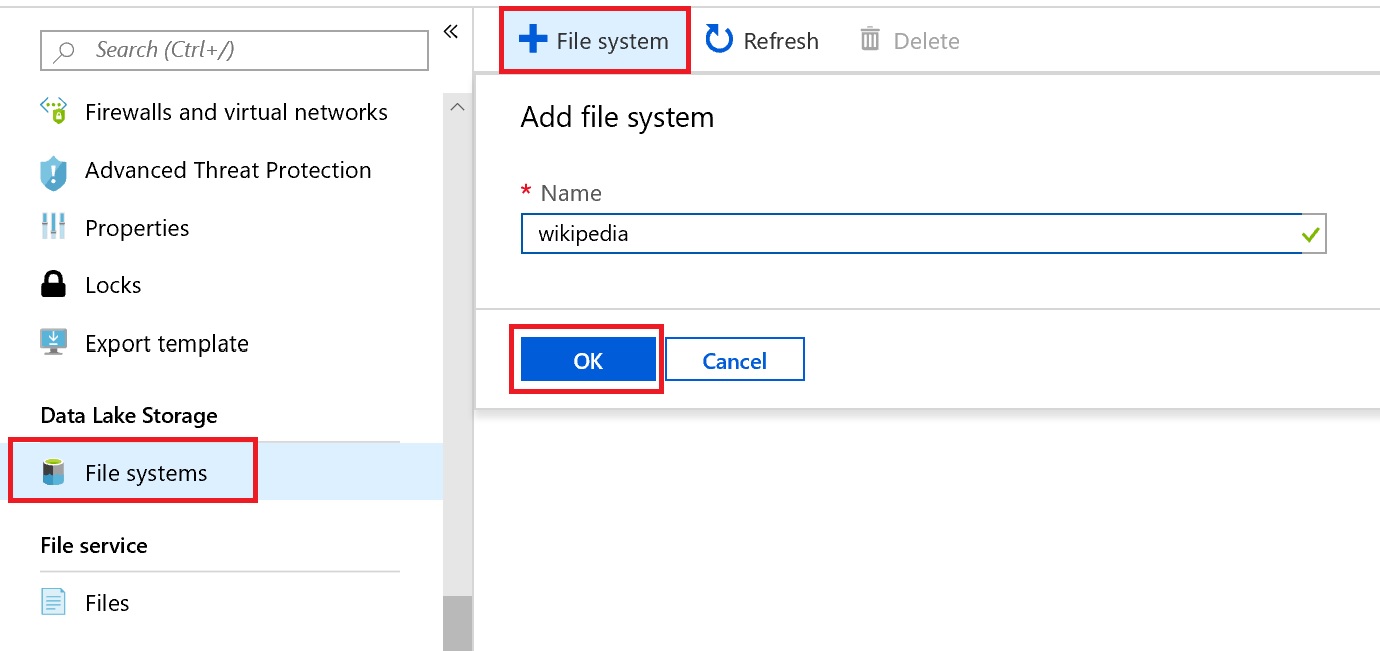 Search (Ctrl+/)
Firewalls and virtual networks
Advanced Threat Protection
Properties
Locks
Export template
Data Lake Storage
File systems
File service
Files
File system
Refresh
Delete
Add file system
* Name
wikipedia
OK
Cancel